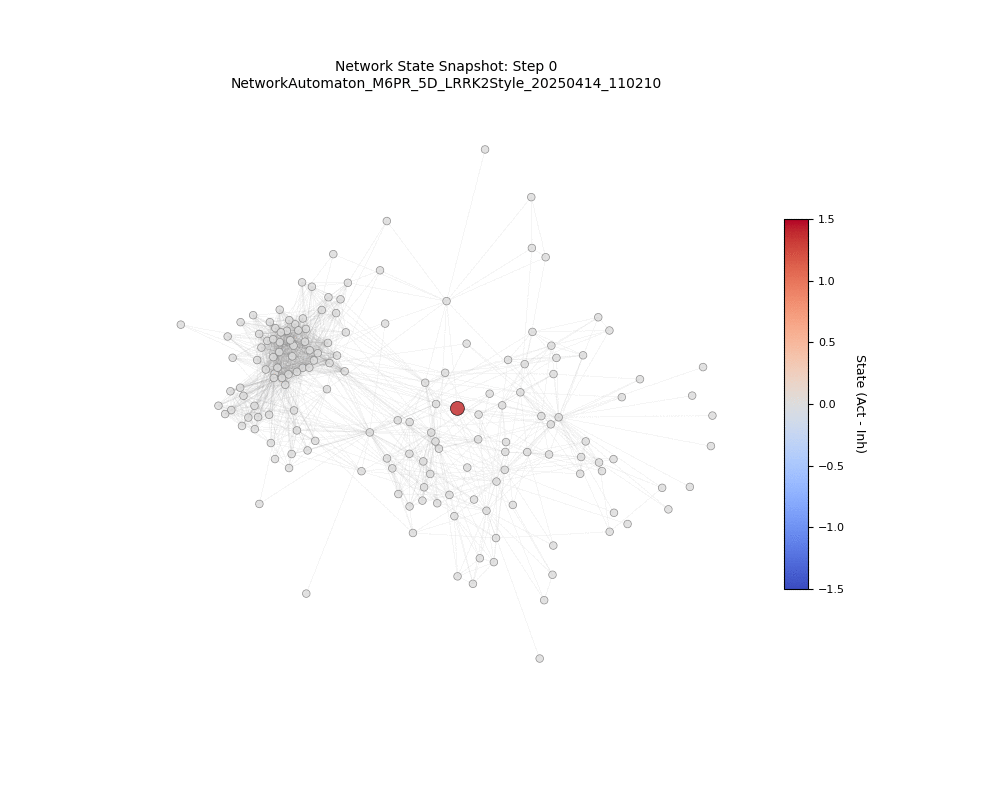 Network State Snapshot: Step 0
NetworkAutomaton_M6PR_5D_LRRK2Style_20250414_110210
1.5
1.0
0.5
0.0
−0.5
−1.0
−1.5
State (Act - Inh)